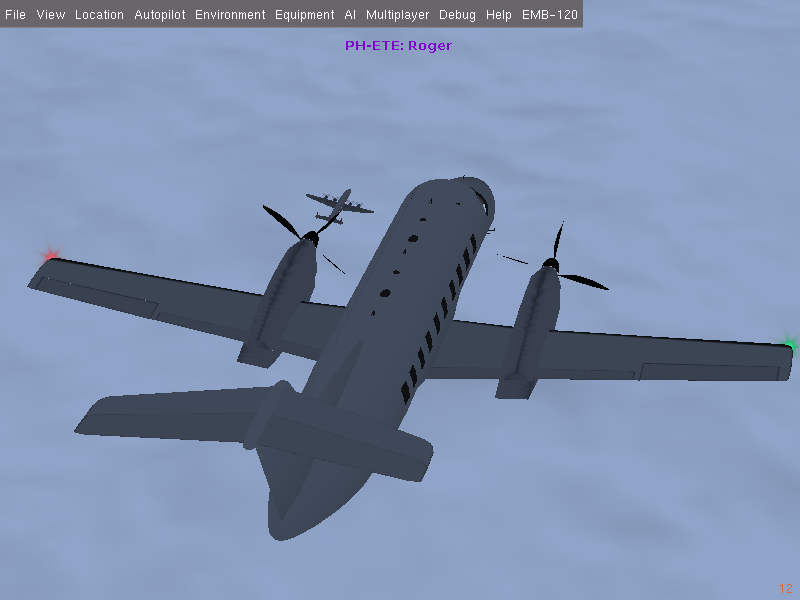 File View Location Autopilot Environment Equipment AI Multiplayer Debug Help EMB-120
PH-ETE: Roger
12